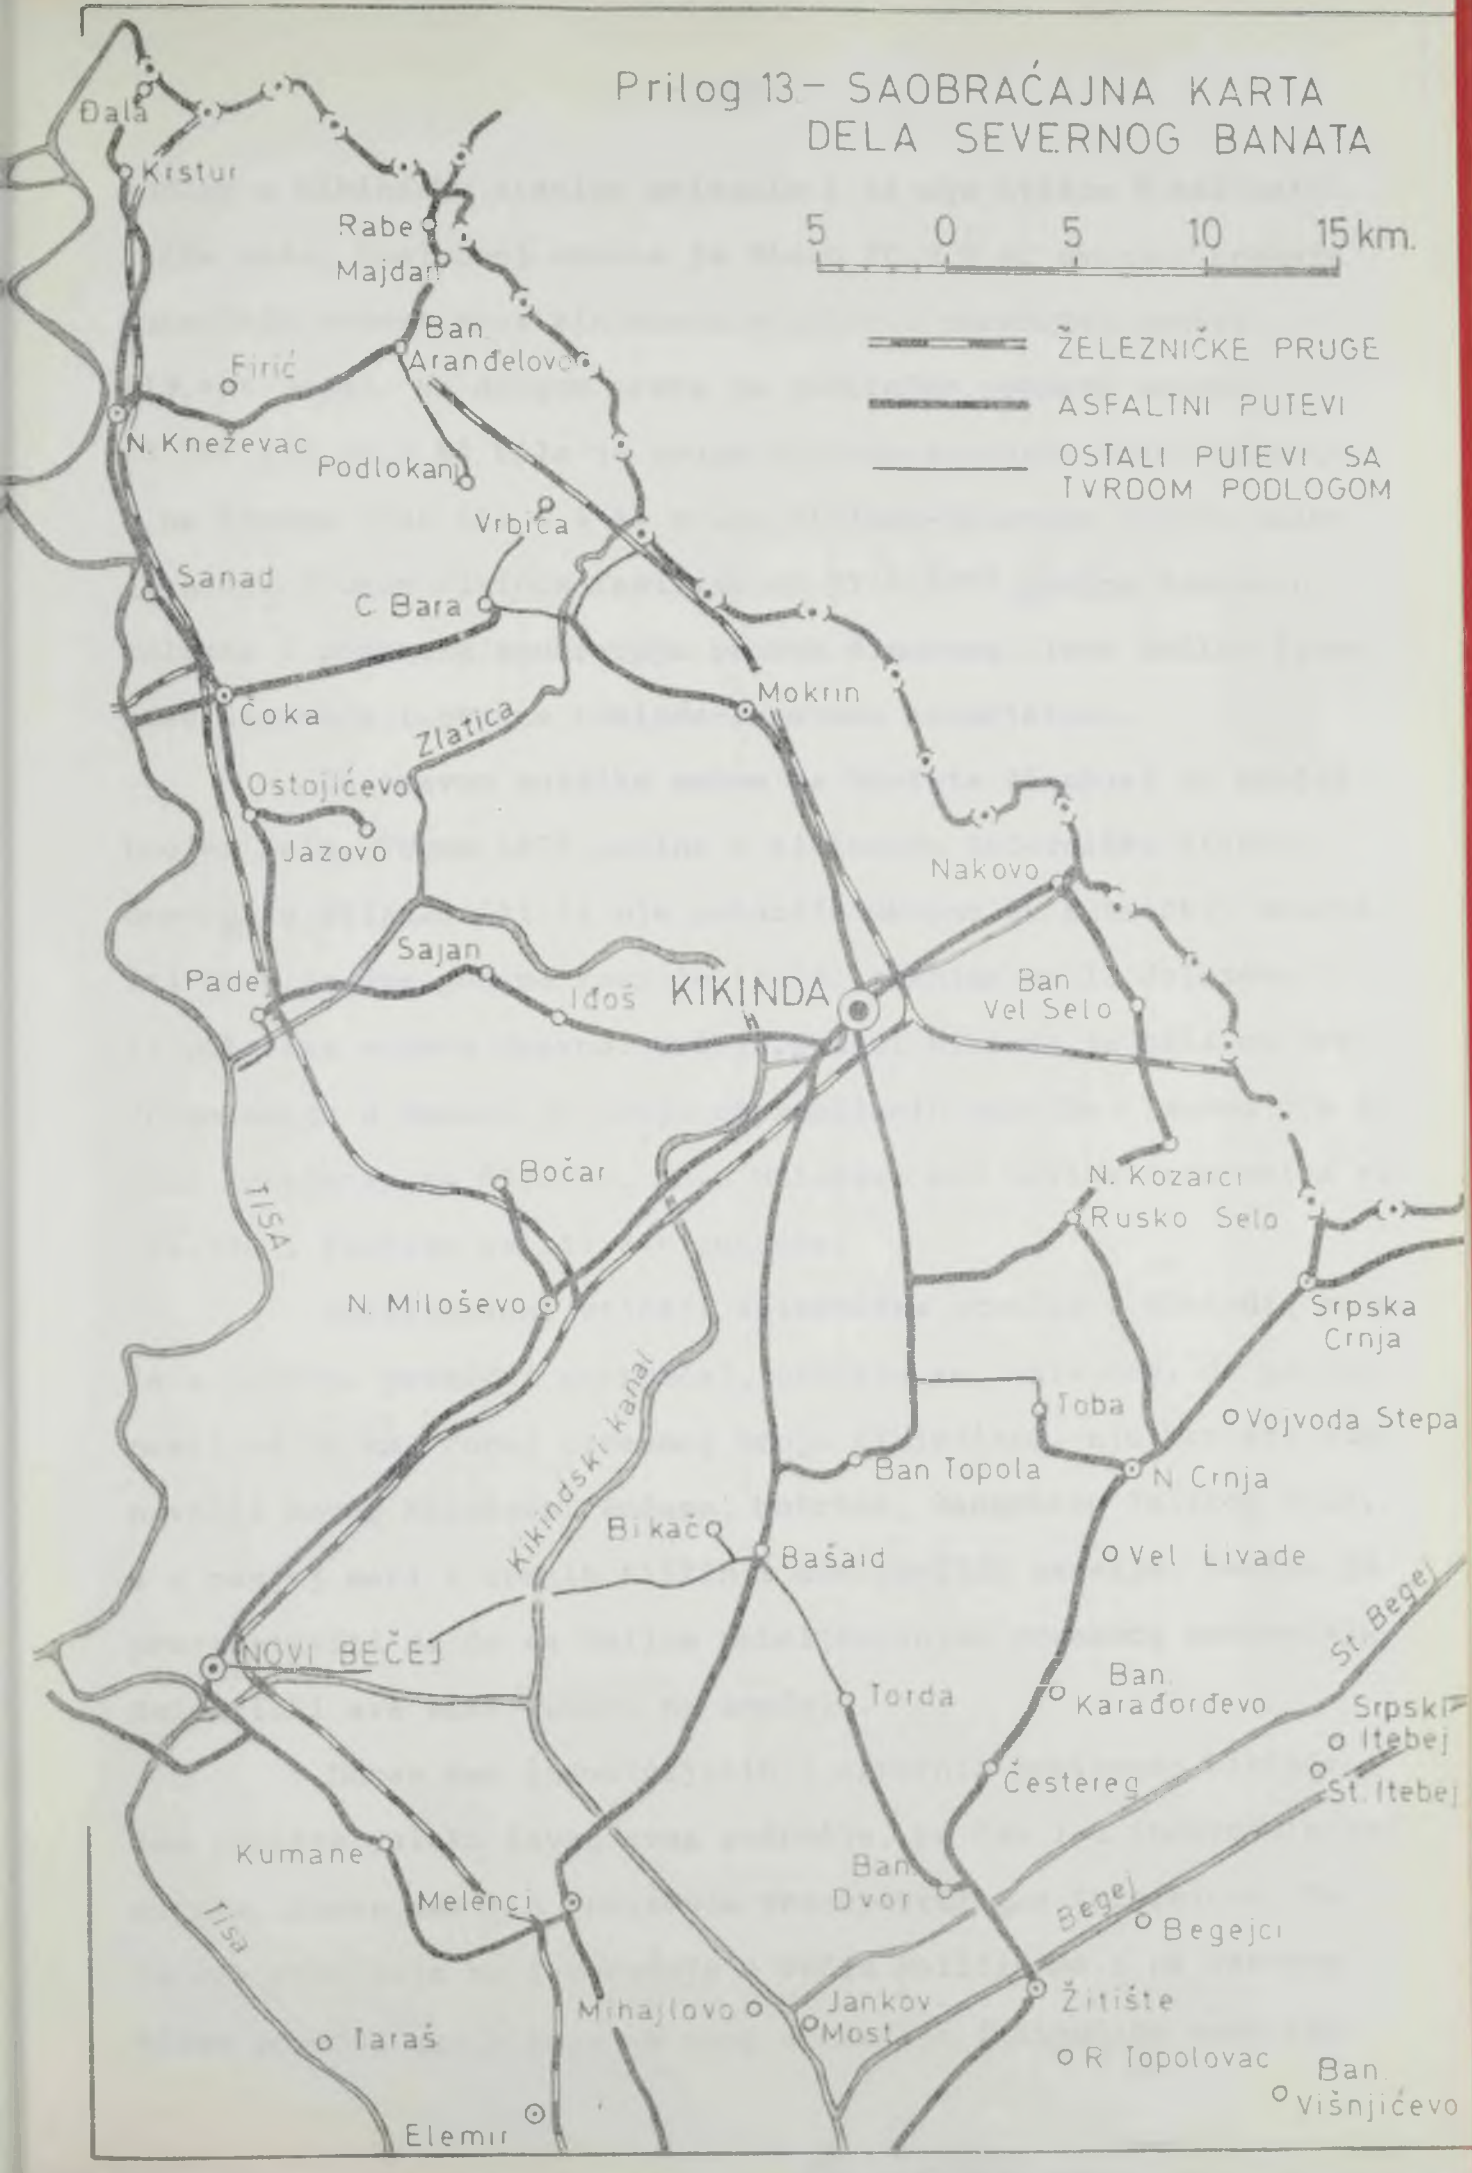 Prilog 13 - SAOBRAĆAJNA KARTA
DELA SEVERNOG BANATA
5 0 5 10 15 km.
ŽELEZNIČKE PRUGE
ASFALTNI PUTEVI
OSTALI PUTEVI SA
TVRDOM PODLOGOM
Đala
Krstur
Rabe
Majdan
Ban.
Aranđelovo
Firić
N. Kneževac
Podlokanj
Vrbica
Sanad
C. Bara
Čoka
Mokrin
Zlatica
Ostojićevo
Jazovo
Nakovo
Sajan
Padej
Iđoš
KIKINDA
Ban
Vel Selo
Bočar
N. Kozarci
TISA
Rusko Selo
N. Miloševo
Srpska
Crnja
Kikindski kanal
Toba
Vojvoda Stepa
Ban Topola
N. Crnja
Bikač
Bašaid
Vel Livade
St. Begej
NOVI BEČEJ
Torda
Ban.
Karađorđevo
Srpski
Itebej
Čestereg
St. Itebej
Kumane
Ban.
Dvor
Melenci
Begej
Begejci
Tisa
Mihajlovo
Jankov
Most
Žitište
Taraš
R Topolovac
Ban.
Višnjićevo
Elemir